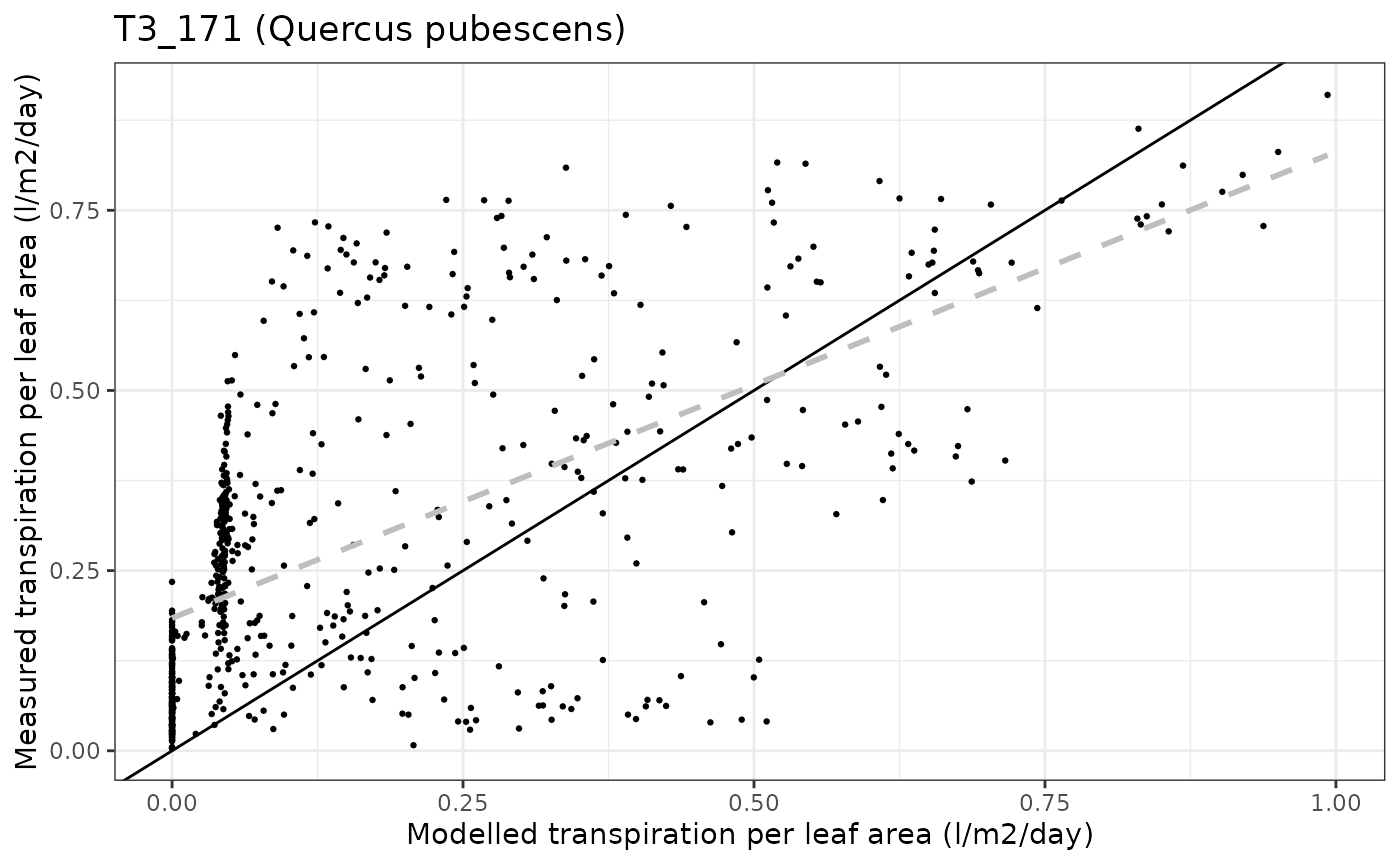 T3_171 (Quercus pubescens)
Measured transpiration per leaf area (l/m2/day)
0.75
0.50
0.25
0.00
0.00 0.25 0.50 0.75 1.00
Modelled transpiration per leaf area (l/m2/day)